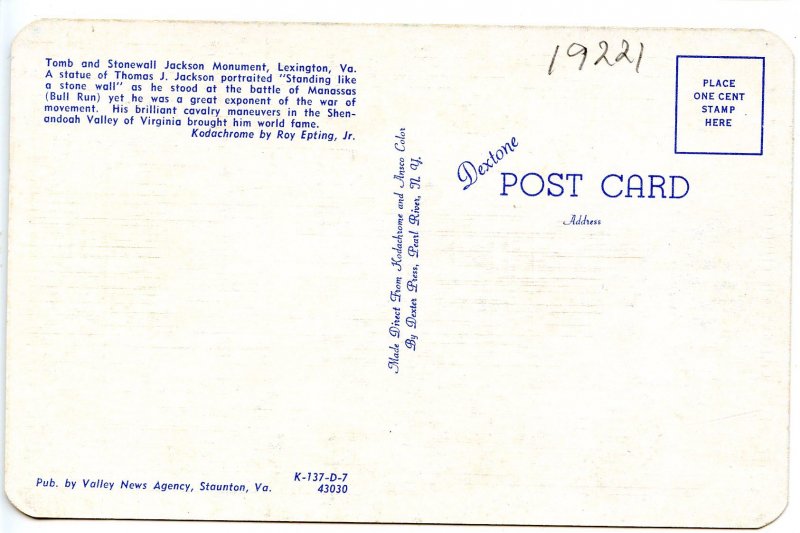 Tomb and Stonewall Jackson Monument, Lexington, Va.
A statue of Thomas J. Jackson portraited "Standing like
a stone wall" as he stood at the battle of Manassas
(Bull Run) yet he was a great exponent of the war of
movement. His brilliant cavalry maneuvers in the Shen-
andoah Valley of Virginia brought him world fame.
Kodachrome by Roy Epting, Jr.
19221
PLACE
ONE CENT
STAMP
HERE
Dextone
POST CARD
Address
Made Direct From Kodachrome and Ansco Color
By Dexter Press, Pearl River, N. Y.
K-137-D-7
Pub. by Valley News Agency, Staunton, Va. 43030